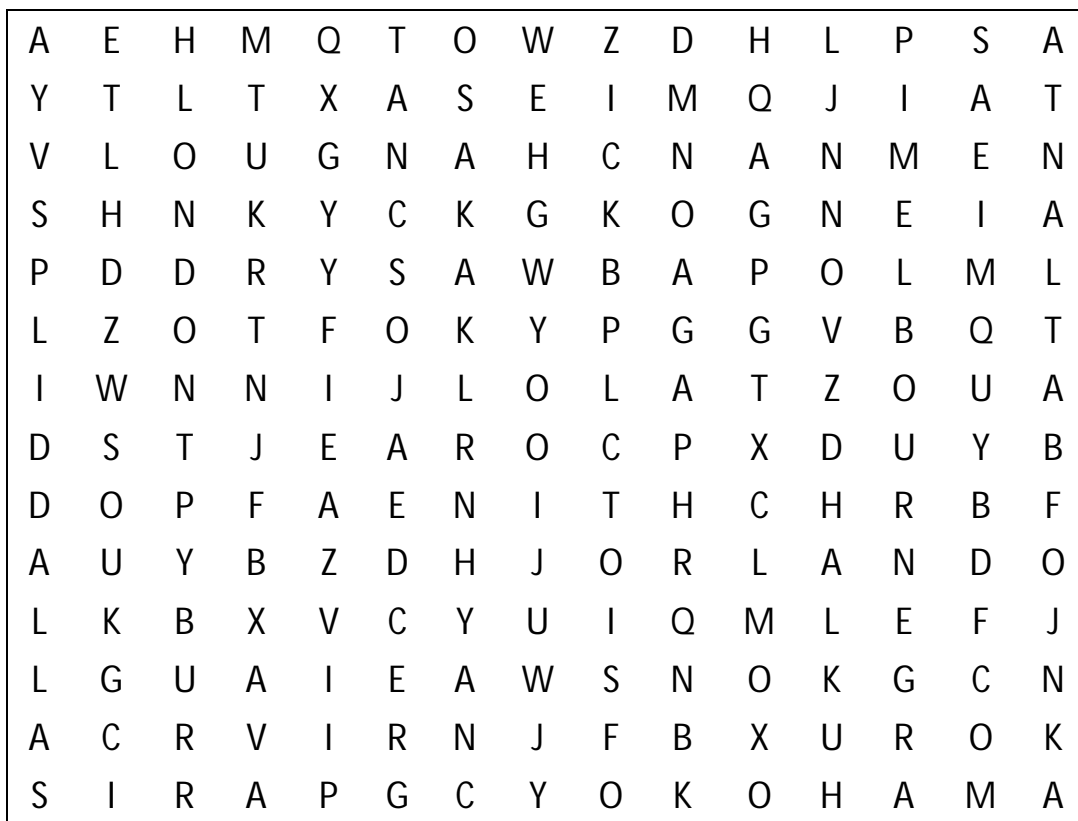 A E H M Q T O W Z D H L P S A
Y T L T X A S E I M Q J I A T
V L O U G N A H C N A N M E N
S H N K Y C K G K O G N E I A
P D D R Y S A W B A P O L M L
L Z O T F O K Y P G G V B Q T
I W N N I J L O L A T Z O U A
D S T J E A R O C P X D U Y B
D O P F A E N I T H C H R B F
A U Y B Z D H J O R L A N D O
L K B X V C Y U I Q M L E F J
L G U A I E A W S N O K G C N
A C R V I R N J F B X U R O K
S I R A P G C Y O K O H A M A